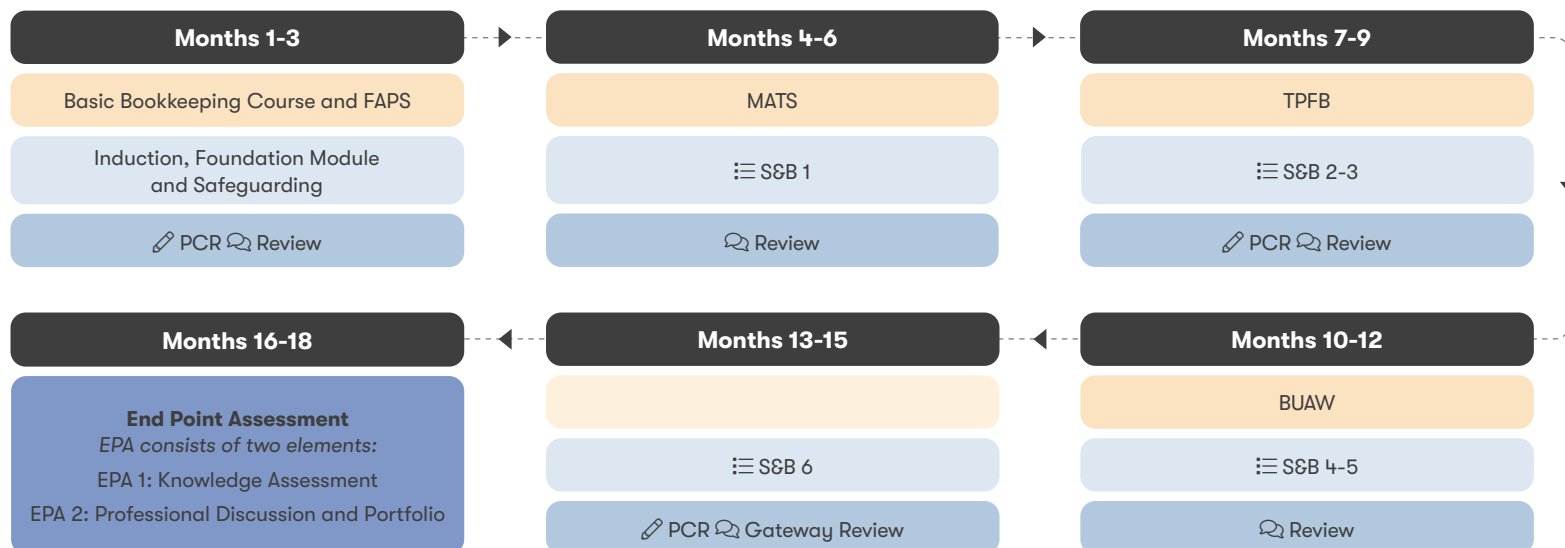 Months 1-3
Basic Bookkeeping Course and FAPS
Induction, Foundation Module
and Safeguarding
PCR Review
Months 4-6
MATS
S&B 1
Review
Months 7-9
TPFB
S&B 2-3
PCR Review
Months 10-12
BUAW
S&B 4-5
Review
Months 13-15
S&B 6
PCR Gateway Review
Months 16-18
End Point Assessment
EPA consists of two elements:
EPA 1: Knowledge Assessment
EPA 2: Professional Discussion and Portfolio